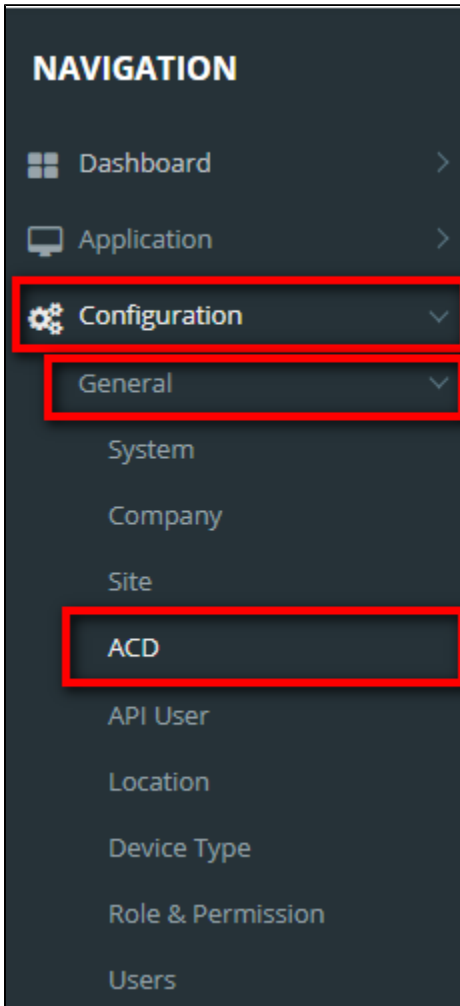 NAVIGATION
Dashboard
Application
Configuration
General
System
Company
Site
ACD
API User
Location
Device Type
Role & Permission
Users